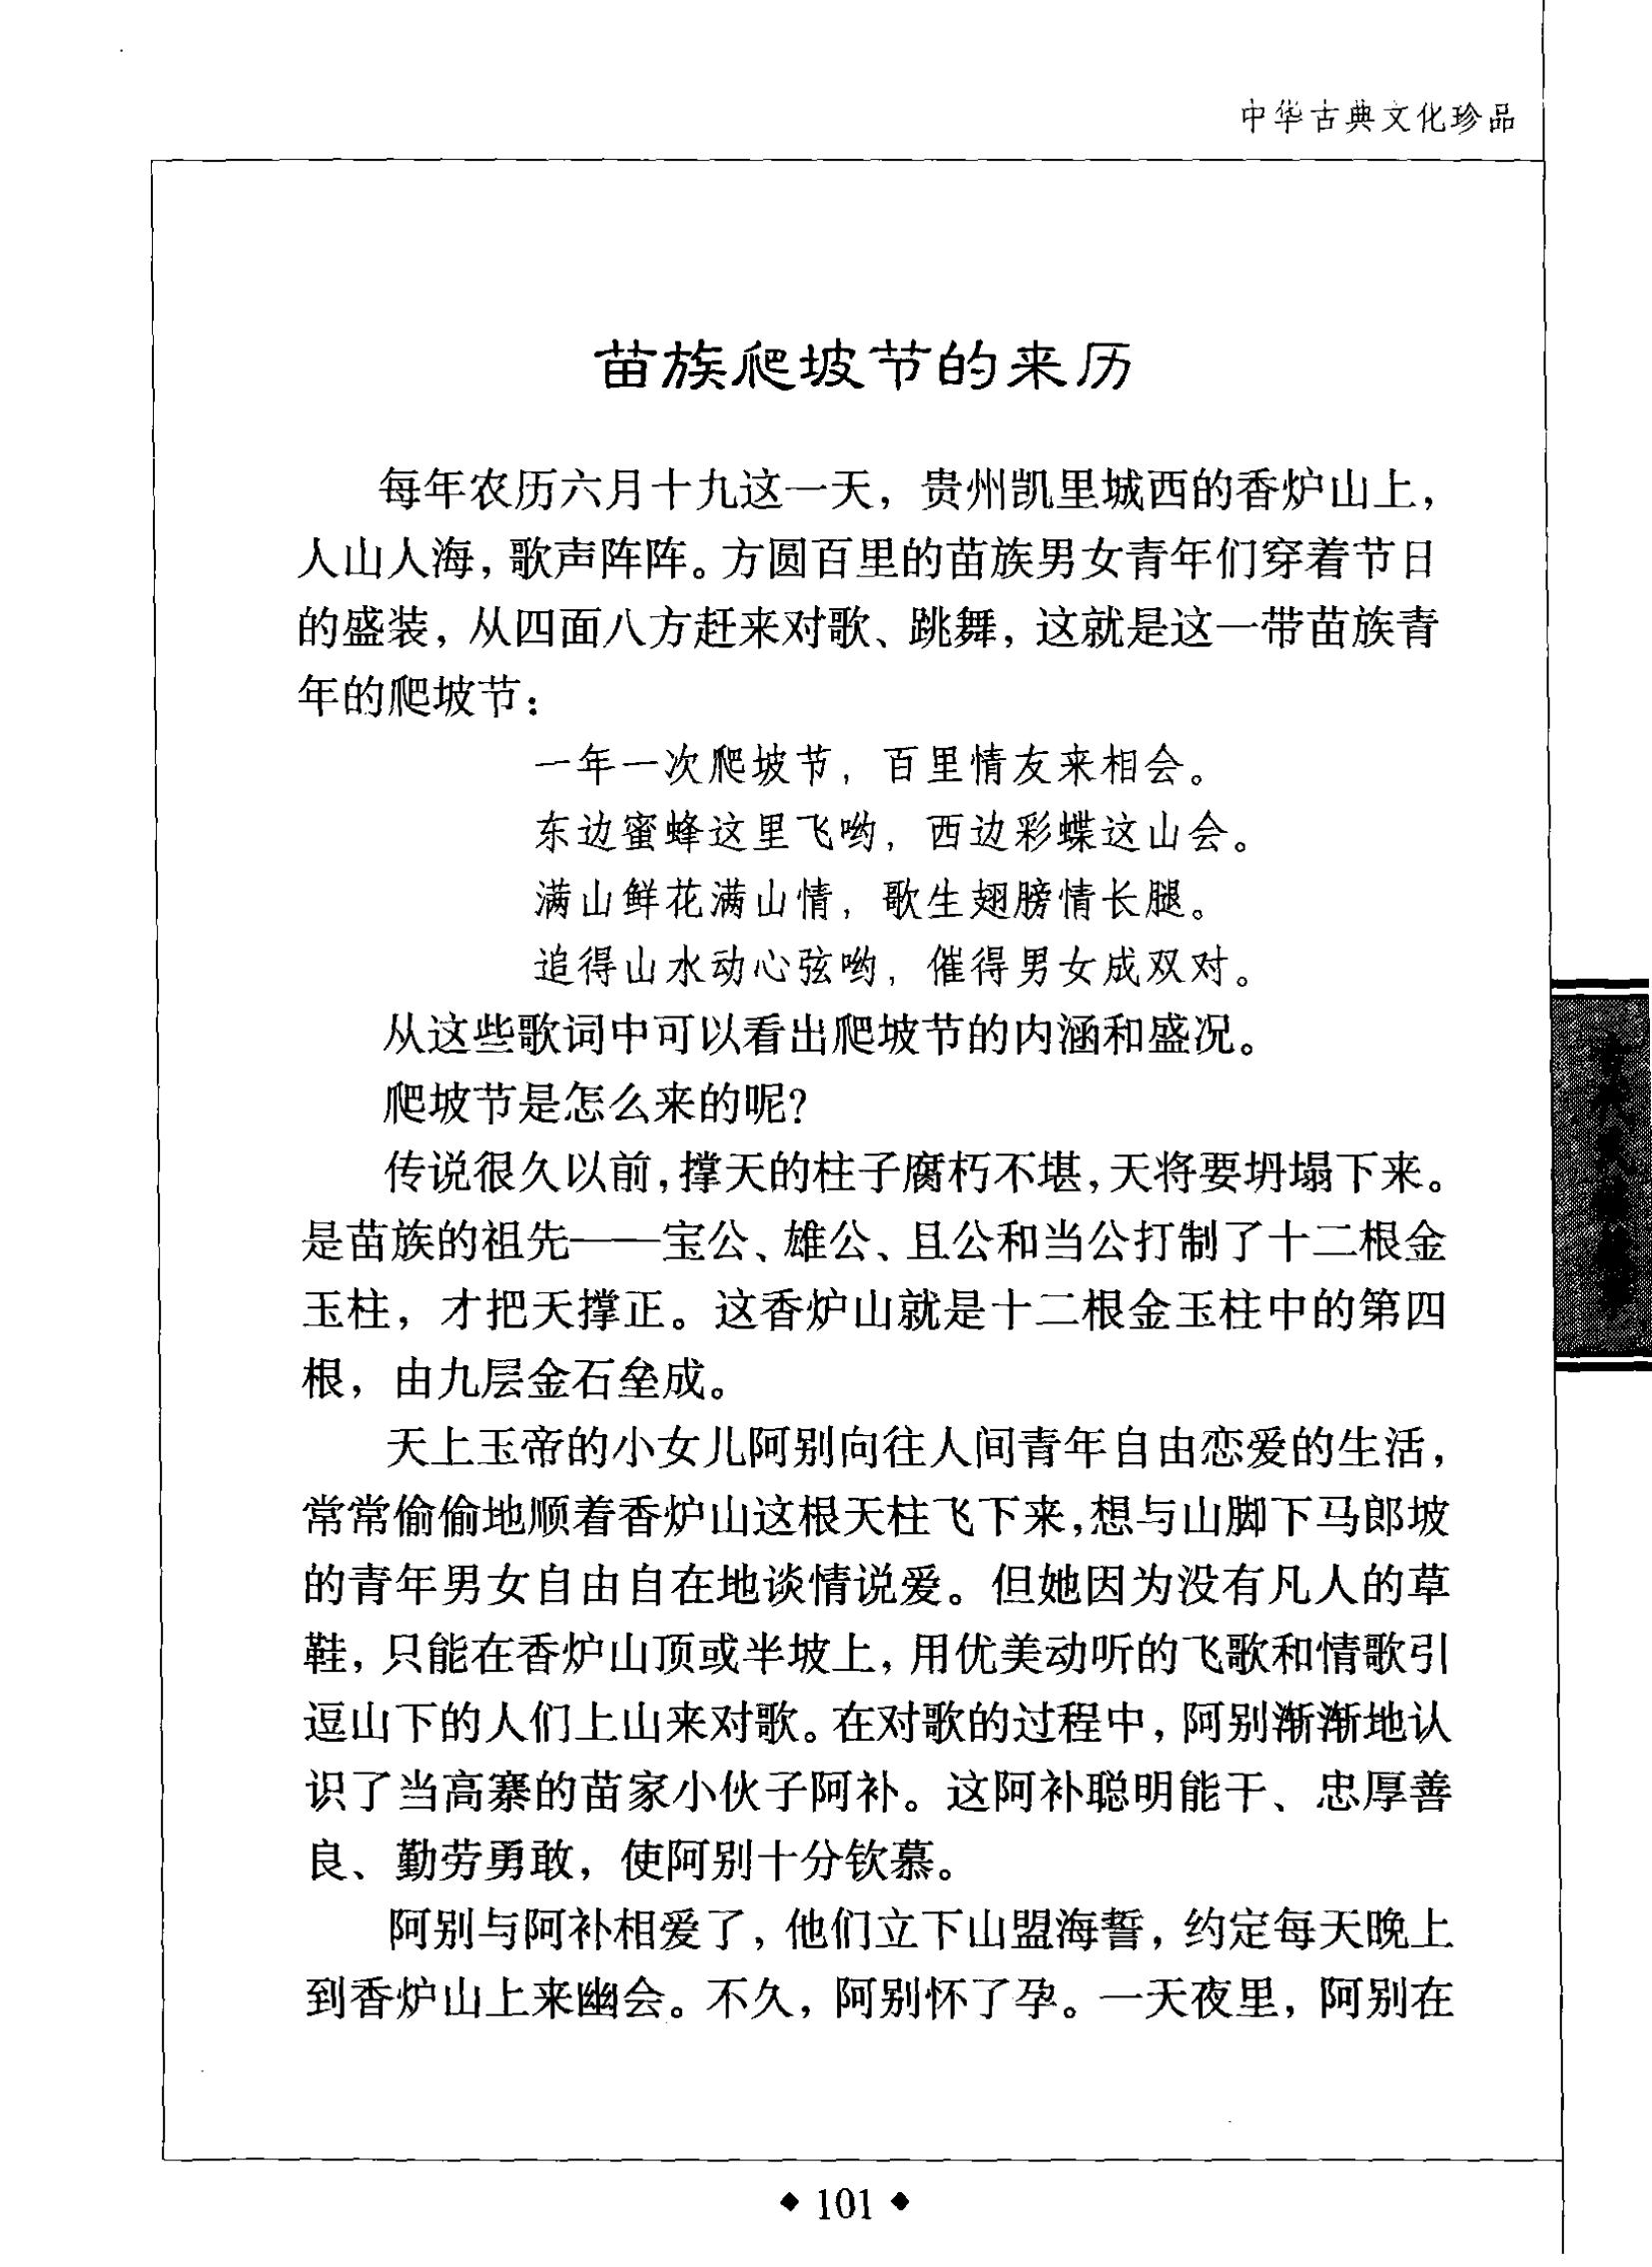 中华古典文化珍品
苗族爬坡节的来历
每年农历六月十九这一天，贵州凯里城西的香炉山上，
人山人海，歌声阵阵。方圆百里的苗族男女青年们穿着节日
的盛装，从四面八方赶来对歌、跳舞，这就是这一带苗族青
年的爬坡节：
一年一次爬坡节，百里情友来相会。
东边蜜蜂这里飞哟，西边彩蝶这山会。
满山鲜花满山情，歌生翅膀情长腿。
追得山水动心弦哟，催得男女成双对。
从这些歌词中可以看出爬坡节的内涵和盛况。
爬坡节是怎么来的呢？
传说很久以前，撑天的柱子腐朽不堪，天将要坍塌下来。
是苗族的祖先——宝公、雄公、且公和当公打制了十二根金
玉柱，才把天撑正。这香炉山就是十二根金玉柱中的第四
根，由九层金石垒成。
天上玉帝的小女儿阿别向往人间青年自由恋爱的生活，
常常偷偷地顺着香炉山这根天柱飞下来，想与山脚下马郎坡
的青年男女自由自在地谈情说爱。但她因为没有凡人的草
鞋，只能在香炉山顶或半坡上，用优美动听的飞歌和情歌引
逗山下的人们上山来对歌。在对歌的过程中，阿别渐渐地认
识了当高寨的苗家小伙子阿补。这阿补聪明能干、忠厚善
良、勤劳勇敢，使阿别十分钦慕。
阿别与阿补相爱了，他们立下山盟海誓，约定每天晚上
到香炉山上来幽会。不久，阿别怀了孕。一天夜里，阿别在
◆ 101 ◆